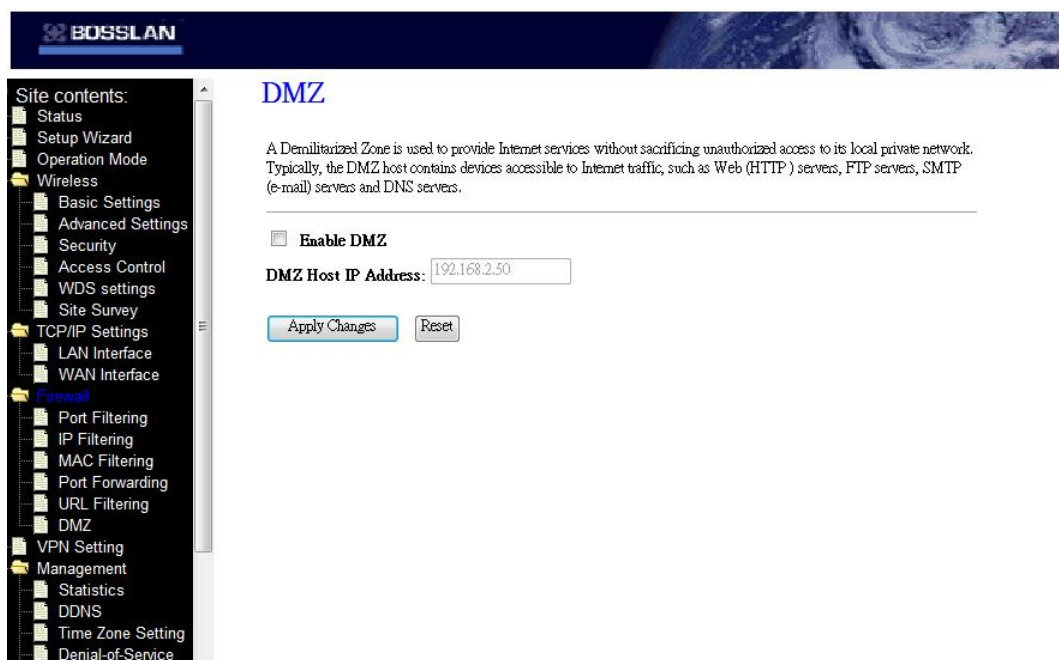 BOSSLAN
Site contents:
Status
Setup Wizard
Operation Mode
Wireless
Basic Settings
Advanced Settings
Security
Access Control
WDS settings
Site Survey
TCP/IP Settings
LAN Interface
WAN Interface
Firewall
Port Filtering
IP Filtering
MAC Filtering
Port Forwarding
URL Filtering
DMZ
VPN Setting
Management
Statistics
DDNS
Time Zone Setting
Denial-of-Service
DMZ
A Demilitarized Zone is used to provide Internet services without sacrificing unauthorized access to its local private network.
Typically, the DMZ host contains devices accessible to Internet traffic, such as Web (HTTP ) servers, FTP servers, SMTP
(e-mail) servers and DNS servers.
Enable DMZ
DMZ Host IP Address: 192.168.2.50
Apply Changes Reset